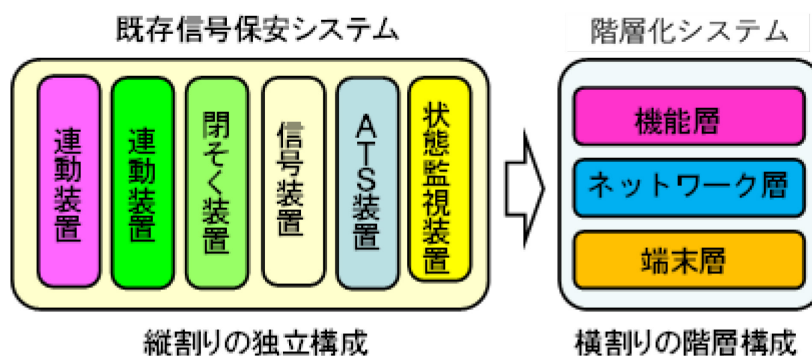 既存信号保安システム
階層化システム
連動装置
連動装置
閉そく装置
信号装置
ATS装置
状態監視装置
機能層
ネットワーク層
端末層
縦割りの独立構成
横割りの階層構成